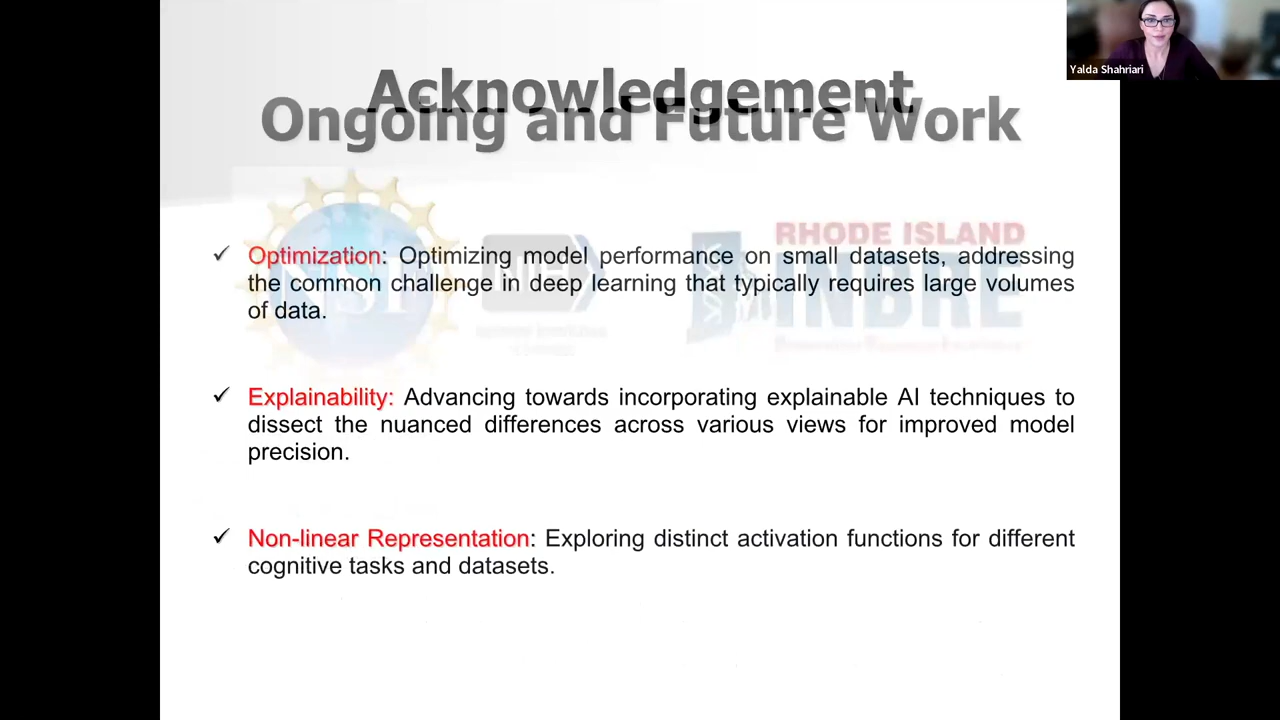 Yalda Shahriari
Acknowledgement
Ongoing and Future Work
NSF
NIH
RHODE ISLAND
INBRE
✓ Optimization: Optimizing model performance on small datasets, addressing
the common challenge in deep learning that typically requires large volumes
of data.
✓ Explainability: Advancing towards incorporating explainable AI techniques to
dissect the nuanced differences across various views for improved model
precision.
✓ Non-linear Representation: Exploring distinct activation functions for different
cognitive tasks and datasets.